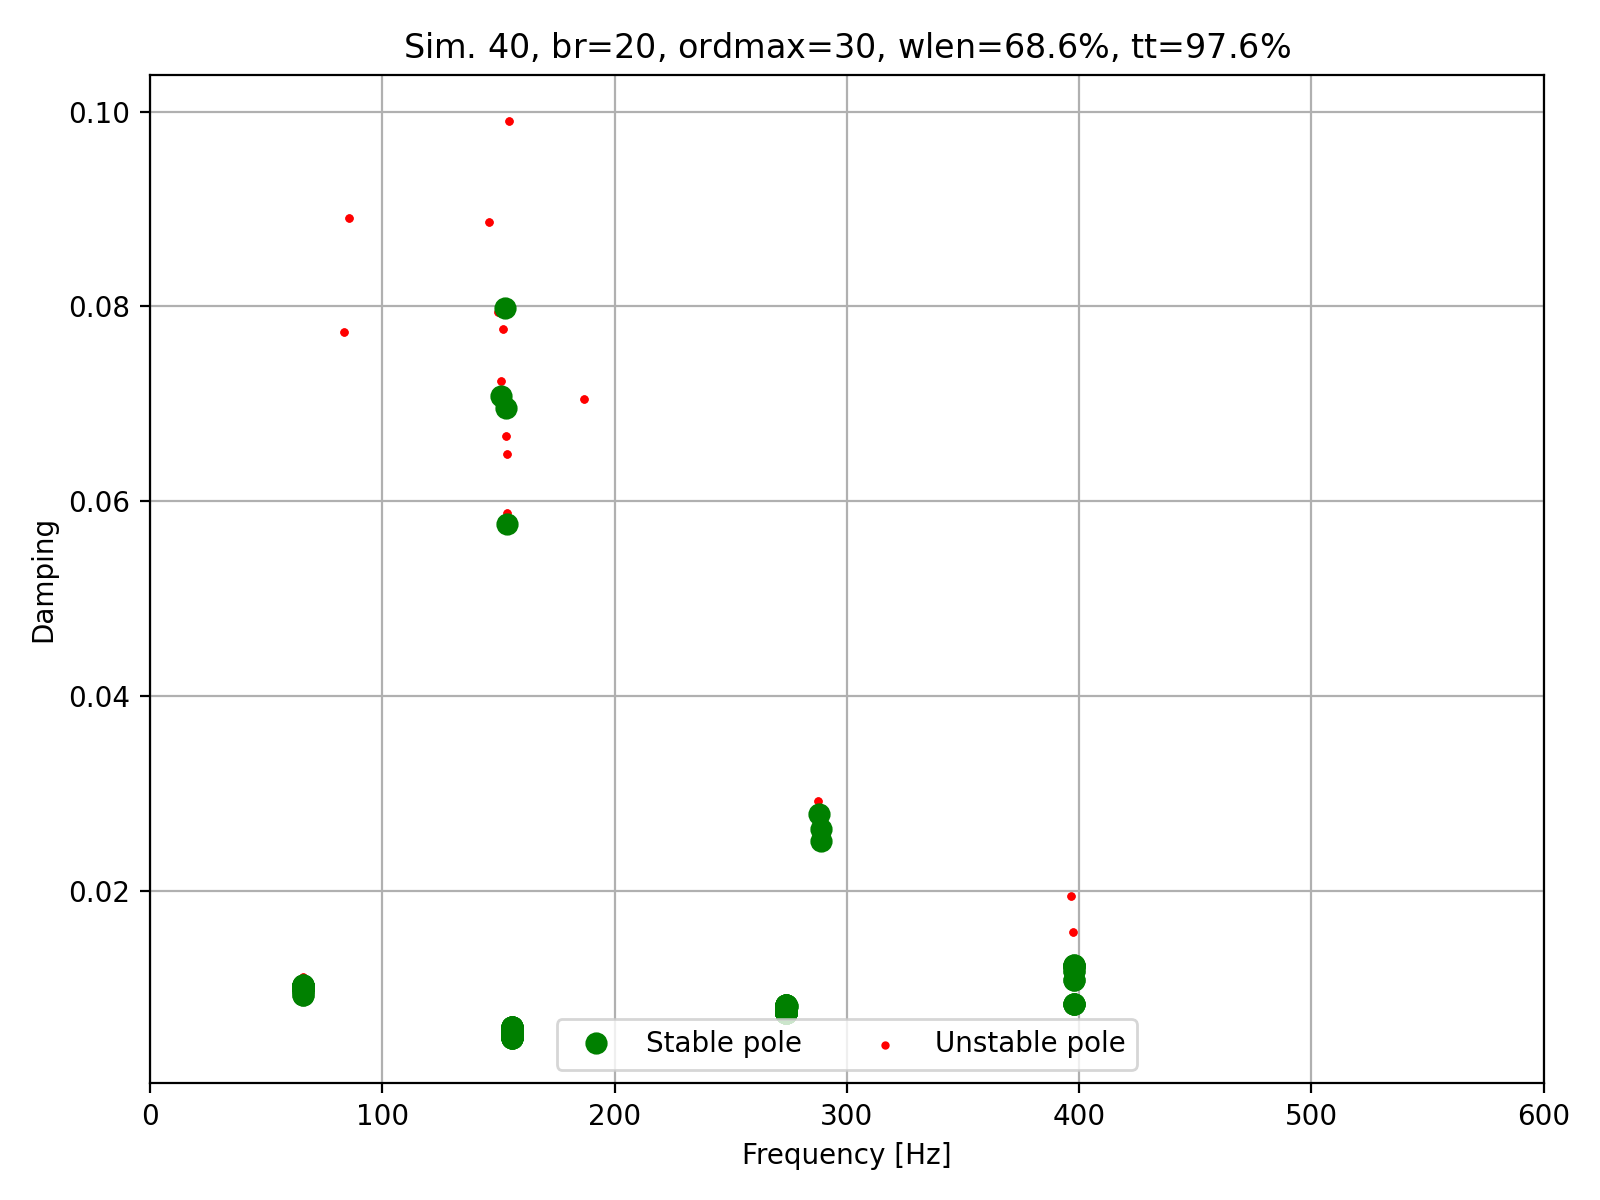 Sim. 40, br=20, ordmax=30, wlen=68.6%, tt=97.6%
0.10
0.08
0.06
0.04
0.02
Damping
Stable pole
Unstable pole
0
100
200
300
400
500
600
Frequency [Hz]